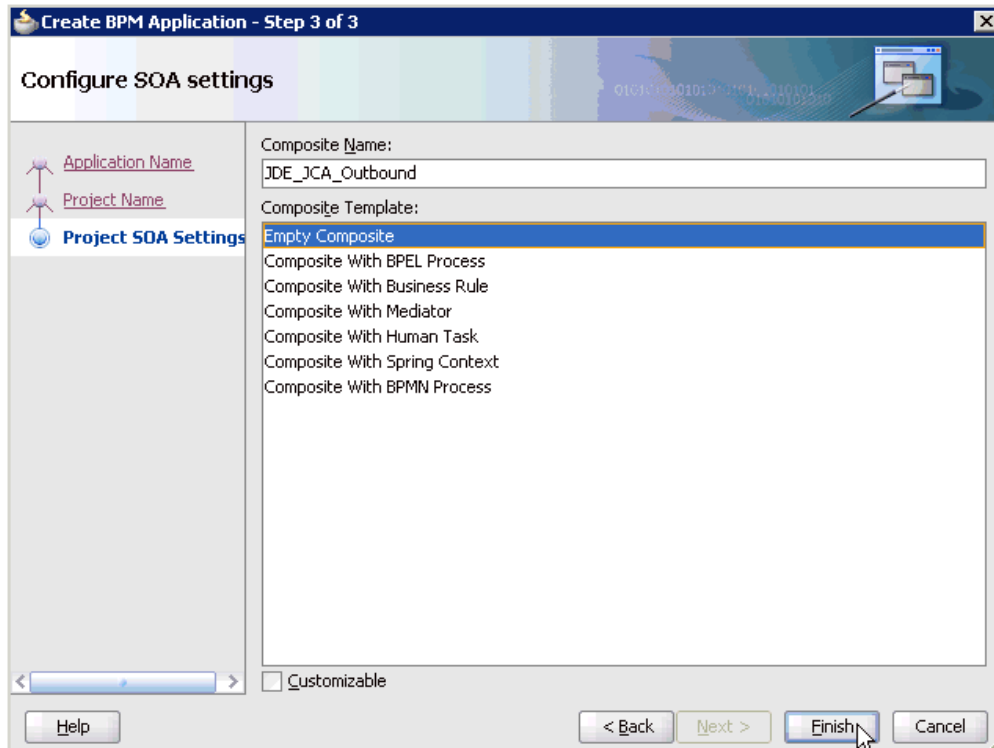 Create BPM Application - Step 3 of 3
Configure SOA settings
Application Name
Project Name
Project SOA Settings
Composite Name:
JDE_JCA_Outbound
Composite Template:
Empty Composite
Composite With BPEL Process
Composite With Business Rule
Composite With Mediator
Composite With Human Task
Composite With Spring Context
Composite With BPMN Process
Customizable
Help
< Back
Next >
Finish
Cancel